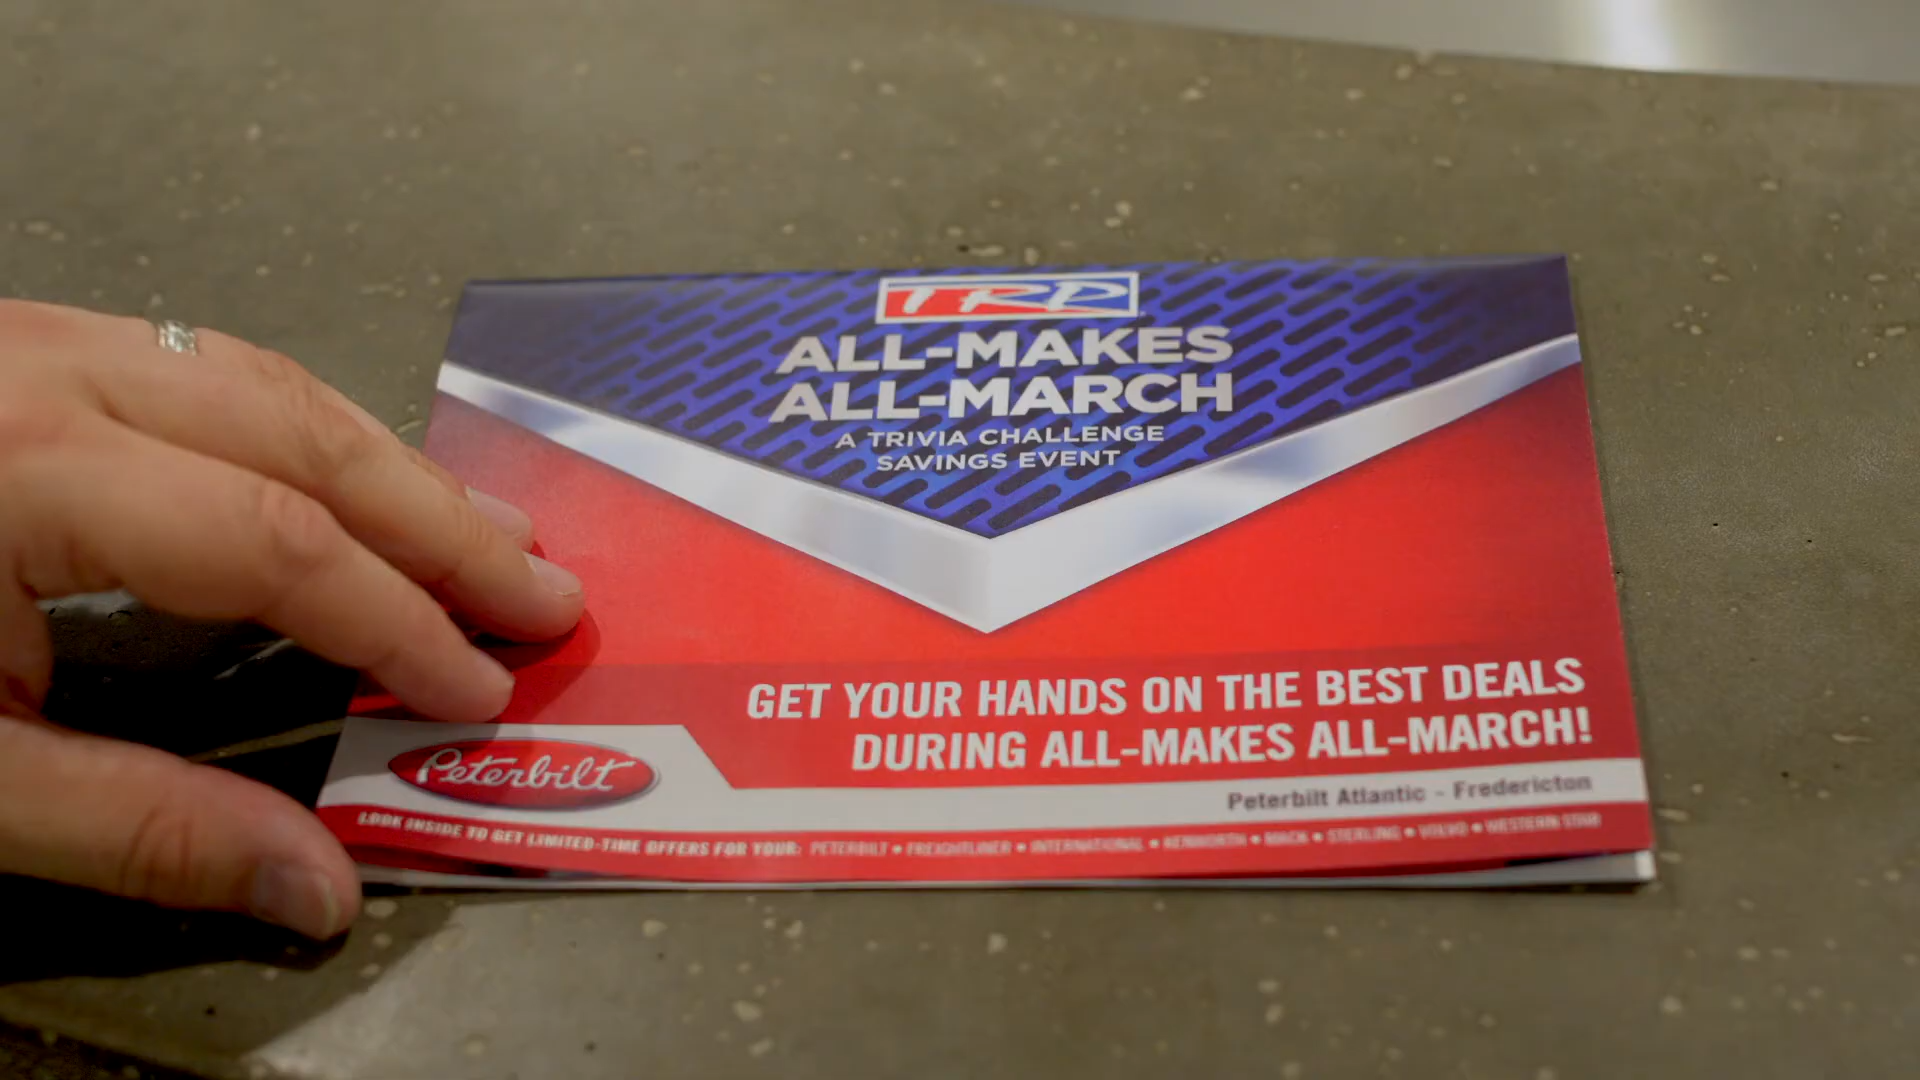 TRP
ALL-MAKES
ALL-MARCH
A TRIVIA CHALLENGE
SAVINGS EVENT
GET YOUR HANDS ON THE BEST DEALS
DURING ALL-MAKES ALL-MARCH!
Peterbilt
Peterbilt Atlantic - Fredericton
LOOK INSIDE TO GET LIMITED-TIME OFFERS FOR YOUR: PETERBILT • FREIGHTLINER • INTERNATIONAL • KENWORTH • MACK • STERLING • VOLVO • WESTERN STAR